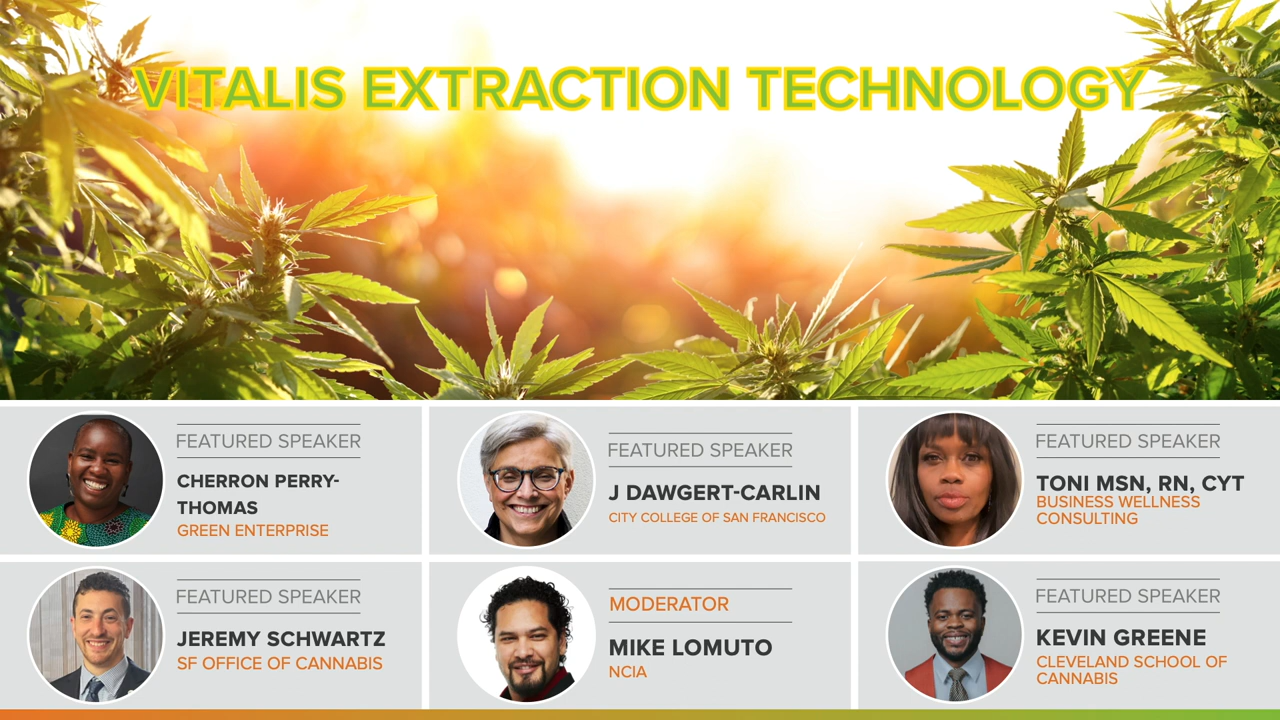 VITALIS EXTRACTION TECHNOLOGY
FEATURED SPEAKER
CHERRON PERRY-
THOMAS
GREEN ENTERPRISE
FEATURED SPEAKER
J DAWGERT-CARLIN
CITY COLLEGE OF SAN FRANCISCO
FEATURED SPEAKER
TONI MSN, RN, CYT
BUSINESS WELLNESS
CONSULTING
FEATURED SPEAKER
JEREMY SCHWARTZ
SF OFFICE OF CANNABIS
MODERATOR
MIKE LOMUTO
NCIA
FEATURED SPEAKER
KEVIN GREENE
CLEVELAND SCHOOL OF
CANNABIS